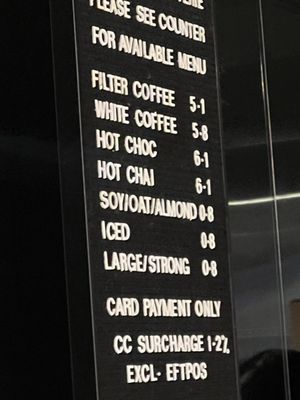 PLEASE SEE COUNTER
FOR AVAILABLE MENU
FILTER COFFEE 5-1
WHITE COFFEE 5-8
HOT CHOC 6-1
HOT CHAI 6-1
SOY/OAT/ALMOND 0-8
ICED 0-8
LARGE/STRONG 0-8
CARD PAYMENT ONLY
CC SURCHARGE 1-2%
EXCL- EFTPOS